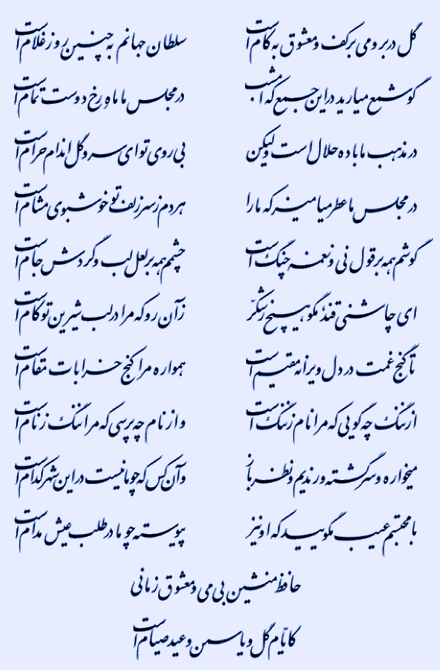 گل در بر و می بر کف و معشوق به کام است سلطان جهانم به چنین روز غلام است
گو شمع میارید در این جمع که امشب در مجلس ما ماه رخ دوست تمام است
در مذهب ما باده حلال است ولیکن بی روی تو ای سرو گل اندام حرام است
در مجلس ما عطر میامیز که ما را هر دم ز سر زلف تو خوشبوی مشام است
گوشم همه بر قول نی و نغمه چنگ است چشمم همه بر لعل لب و گردش جام است
ای چاشنی قند مگو هیچ ز شکر زان رو که مرا در لب شیرین تو کام است
تا گنج غمت در دل ویرانه مقیم است همواره مرا کنج خرابات مقام است
از ننگ چه گویی که مرا نام ز ننگ است وز نام چه پرسی که مرا ننگ ز نام است
میخواره و سرگشته و رندیم و نظرباز وآن کس که چو ما نیست در این شهر کدام است
با محتسبم عیب مگویید که او نیز پیوسته چو ما در طلب عیش مدام است
حافظ منشین بی می و معشوق زمانی
کایام گل و یاسمن و عید صیام است